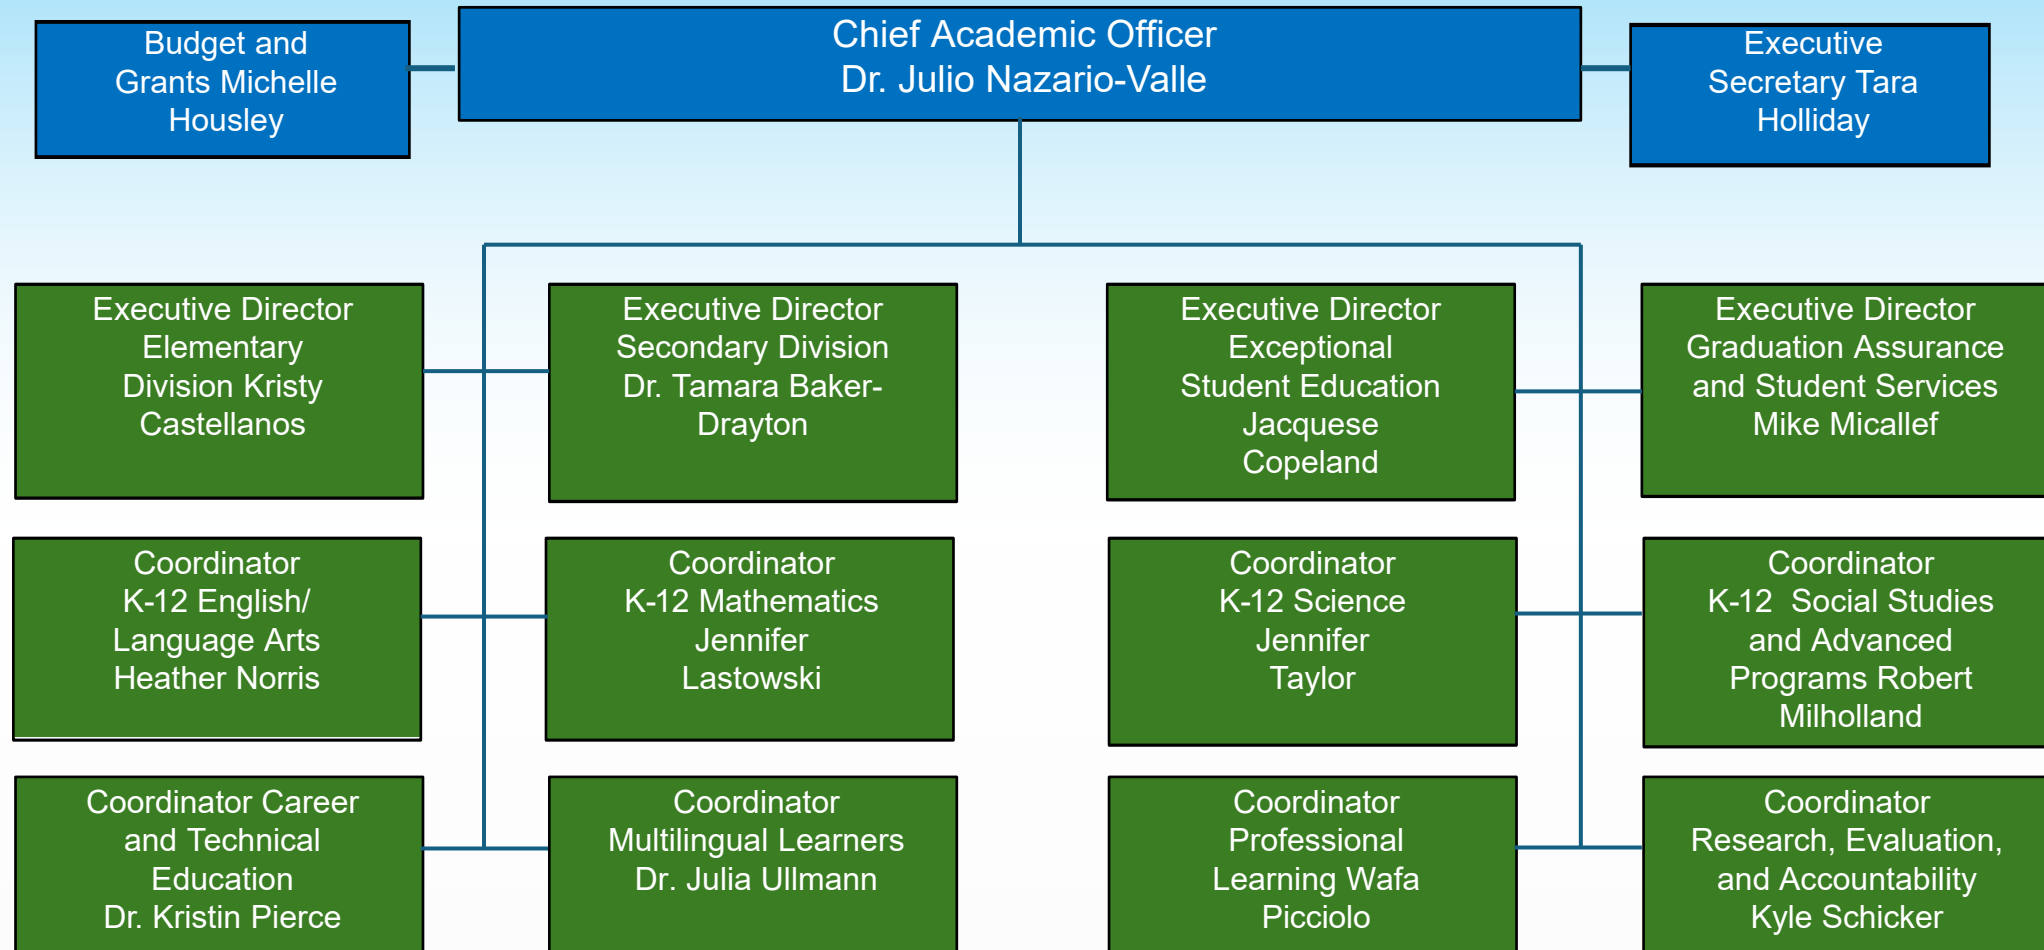 Budget and
Grants Michelle
Housley
Chief Academic Officer
Dr. Julio Nazario-Valle
Executive
Secretary Tara
Holliday
Executive Director
Elementary
Division Kristy
Castellanos
Executive Director
Secondary Division
Dr. Tamara Baker-
Drayton
Executive Director
Exceptional
Student Education
Jacquese
Copeland
Executive Director
Graduation Assurance
and Student Services
Mike Micallef
Coordinator
K-12 English/
Language Arts
Heather Norris
Coordinator
K-12 Mathematics
Jennifer
Lastowski
Coordinator
K-12 Science
Jennifer
Taylor
Coordinator
K-12  Social Studies
and Advanced
Programs Robert
Milholland
Coordinator Career
and Technical
Education
Dr. Kristin Pierce
Coordinator
Multilingual Learners
Dr. Julia Ullmann
Coordinator
Professional
Learning Wafa
Picciolo
Coordinator
Research, Evaluation,
and Accountability
Kyle Schicker